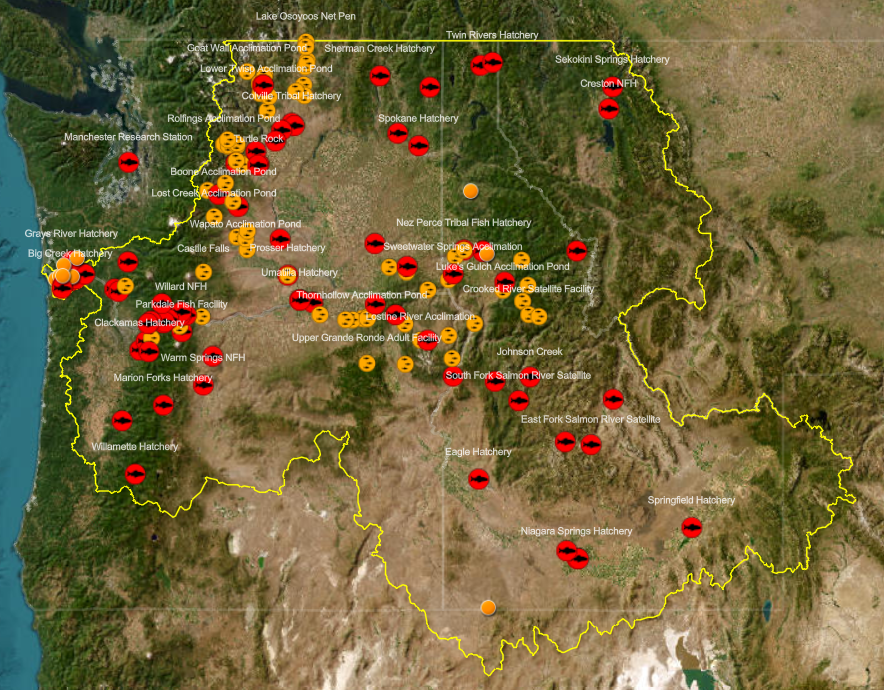 Lake Osoyoos Net Pen
Twin Rivers Hatchery
Goat Wall Acclimation Pond
Sherman Creek Hatchery
Sekokini Springs Hatchery
Lower Twisp Acclimation Pond
Creston NFH
Colville Tribal Hatchery
Rolfings Acclimation Pond
Spokane Hatchery
Manchester Research Station
Turtle Rock
Boone Acclimation Pond
Lost Creek Acclimation Pond
Wapato Acclimation Pond
Nez Perce Tribal Fish Hatchery
Grays River Hatchery
Castile Falls
Prosser Hatchery
Sweetwater Springs Acclimation
Big Creek Hatchery
Luke's Gulch Acclimation Pond
Umatilla Hatchery
Willard NFH
Crooked River Satellite Facility
Thornhollow Acclimation Pond
Parkdale Fish Facility
Lostine River Acclimation
Clackamas Hatchery
Upper Grande Ronde Adult Facility
Johnson Creek
Warm Springs NFH
South Fork Salmon River Satellite
Marion Forks Hatchery
East Fork Salmon River Satellite
Willamette Hatchery
Eagle Hatchery
Springfield Hatchery
Niagara Springs Hatchery